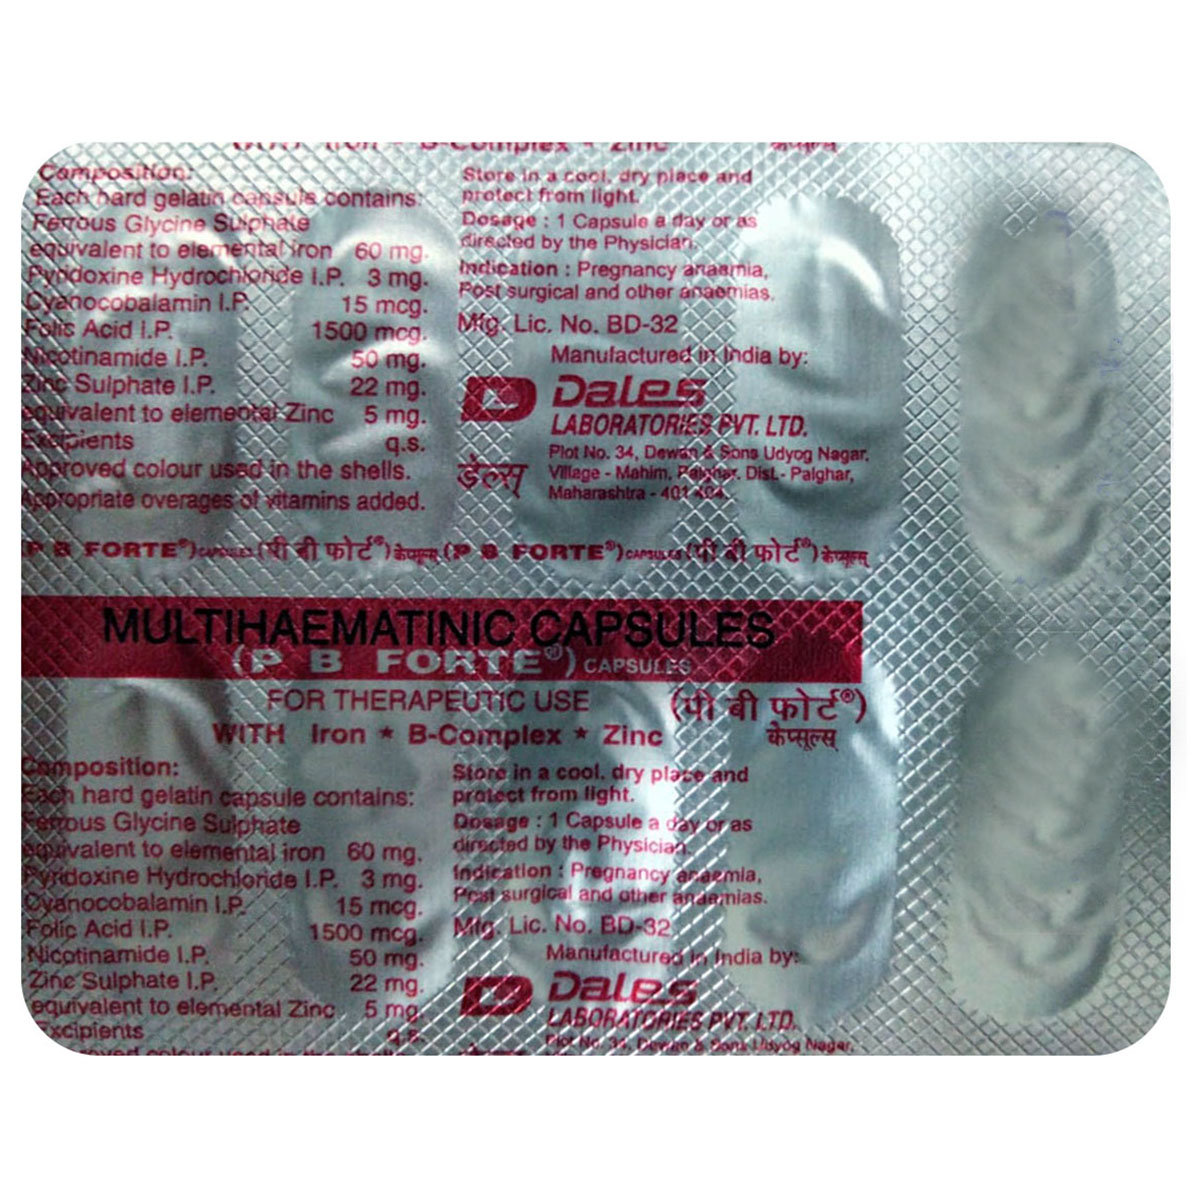 Iron * B-Complex * Zinc
Composition:
Each hard gelatin capsule contains:
Ferrous Glycine Sulphate
equivalent to elemental iron 60 mg.
Pyridoxine Hydrochloride I.P. 3 mg.
Cyanocobalamin I.P. 15 mcg.
Folic Acid I.P. 1500 mcg.
Nicotinamide I.P. 50 mg.
Zinc Sulphate I.P. 22 mg.
equivalent to elemental Zinc 5 mg.
Excipients q.s.
Approved colour used in the shells.
Appropriate overages of vitamins added.
Store in a cool, dry place and
protect from light.
Dosage : 1 Capsule a day or as
directed by the Physician.
Indication : Pregnancy anaemia,
Post surgical and other anaemias.
Mfg. Lic. No. BD-32
Manufactured in India by:
Dales
LABORATORIES PVT. LTD.
डेल्स्
Plot No. 34, Dewan & Sons Udyog Nagar,
Village - Mahim, Palghar, Dist.- Palghar,
Maharashtra - 401 404.
(P B FORTE®) CAPSULES (पी बी फोर्ट®) केप्सूल्स् (P B FORTE®) CAPSULES (पी बी फोर्ट®) केप्सूल्स्
MULTIHAEMATINIC CAPSULES
(P B FORTE®) CAPSULES
FOR THERAPEUTIC USE (पी बी फोर्ट®)
WITH Iron * B-Complex * Zinc केप्सूल्स्
Composition:
Each hard gelatin capsule contains:
Ferrous Glycine Sulphate
equivalent to elemental iron 60 mg.
Pyridoxine Hydrochloride I.P. 3 mg.
Cyanocobalamin I.P. 15 mcg.
Folic Acid I.P. 1500 mcg.
Nicotinamide I.P. 50 mg.
Zinc Sulphate I.P. 22 mg.
equivalent to elemental Zinc 5 mg.
Excipients q.s.
Store in a cool, dry place and
protect from light.
Dosage : 1 Capsule a day or as
directed by the Physician.
Indication : Pregnancy anaemia,
Post surgical and other anaemias.
Mfg. Lic. No. BD-32
Manufactured in India by:
Dales
LABORATORIES PVT. LTD.
Plot No. 34, Dewan & Sons Udyog Nagar,